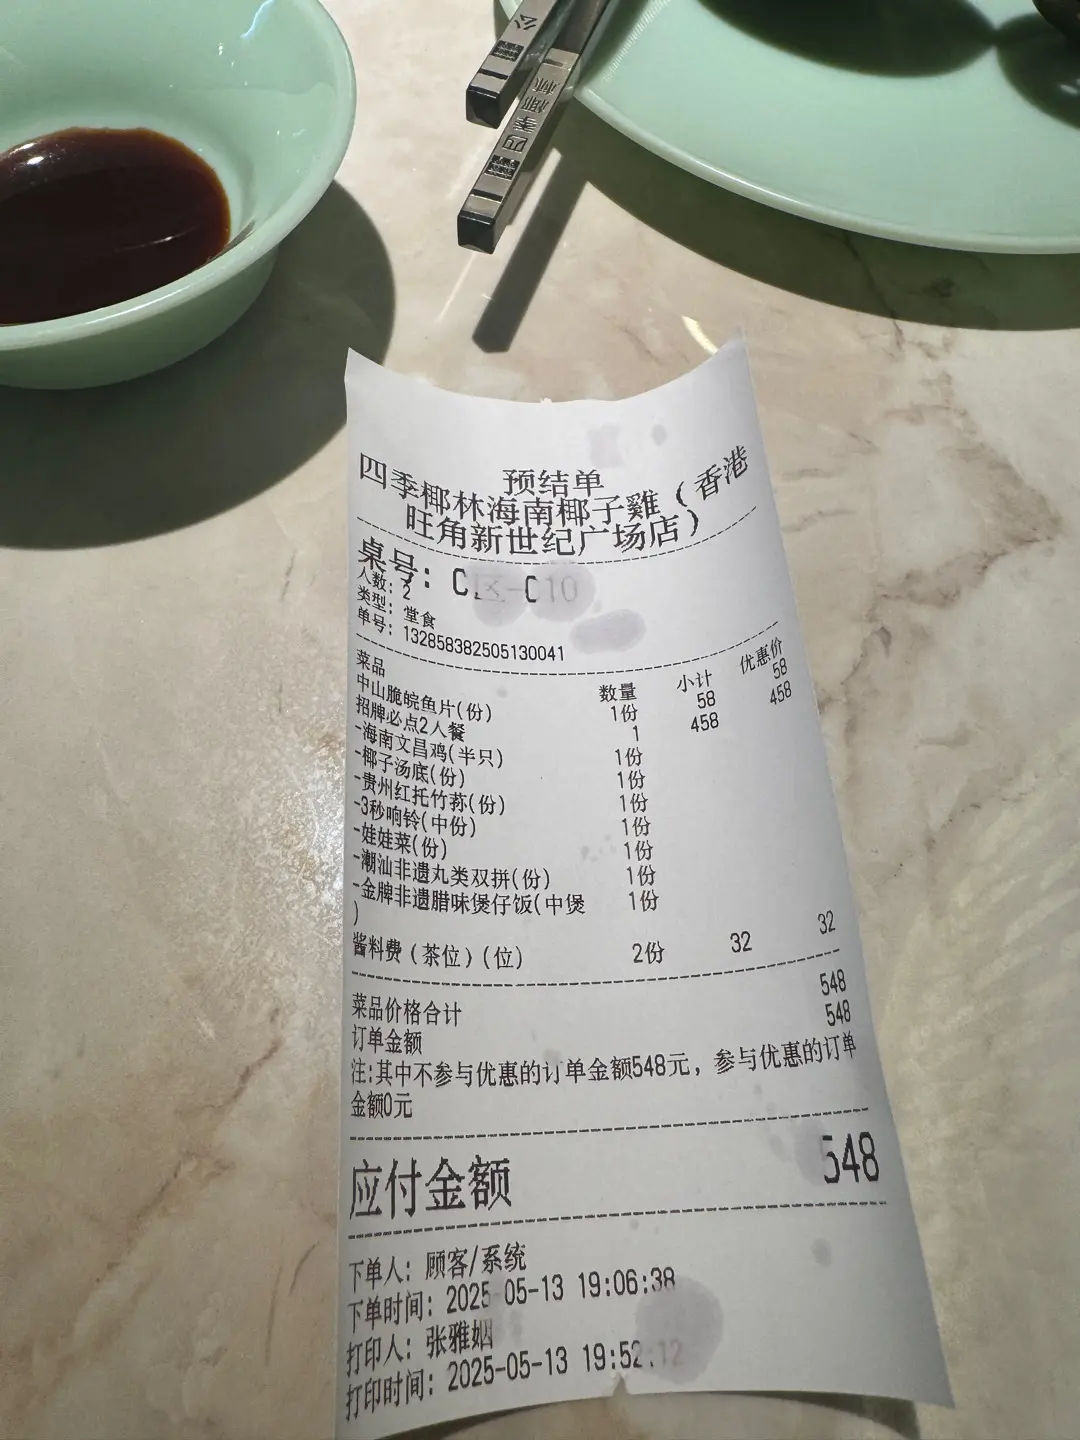 四季椰林
公
预结单
四季椰林海南椰子雞（香港
旺角新世纪广场店）
桌号：C区-C10
人数：2
类型：堂食
单号：132858382505130041
菜品 数量 小计 优惠价
中山脆皖鱼片(份) 1份 58 58
招牌必点2人餐 1 458 458
-海南文昌鸡(半只) 1份
-椰子汤底(份) 1份
-贵州红托竹荪(份) 1份
-3秒响铃(中份) 1份
-娃娃菜(份) 1份
-潮汕非遗丸类双拼(份) 1份
-金牌非遗腊味煲仔饭(中煲 1份
)
酱料费（茶位）(位) 2份 32 32
菜品价格合计 548
订单金额 548
注:其中不参与优惠的订单金额548元，参与优惠的订单
金额0元
应付金额 548
下单人：顾客/系统
下单时间：2025-05-13 19:06:38
打印人：张雅姻
打印时间：2025-05-13 19:52:12